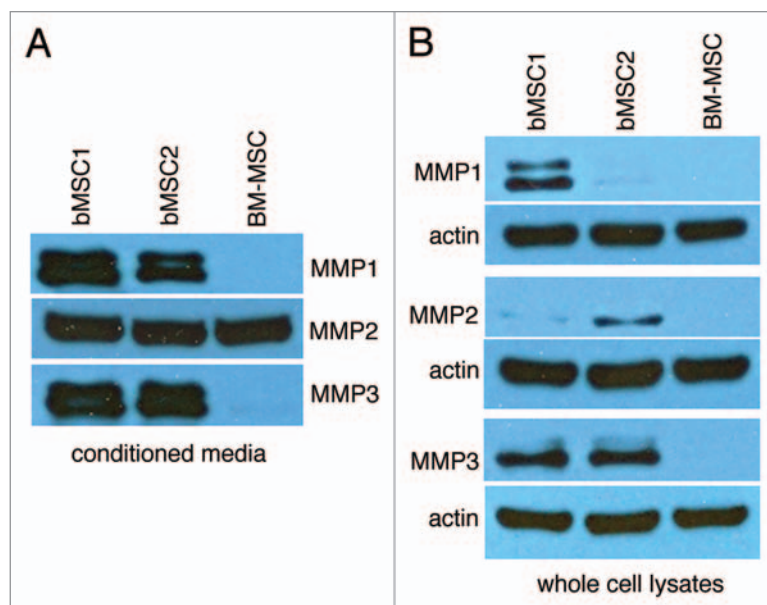 A
bMSC1 bMSC2 BM-MSC
MMP1
MMP2
MMP3
conditioned media
B
bMSC1 bMSC2 BM-MSC
MMP1
actin
MMP2
actin
MMP3
actin
whole cell lysates